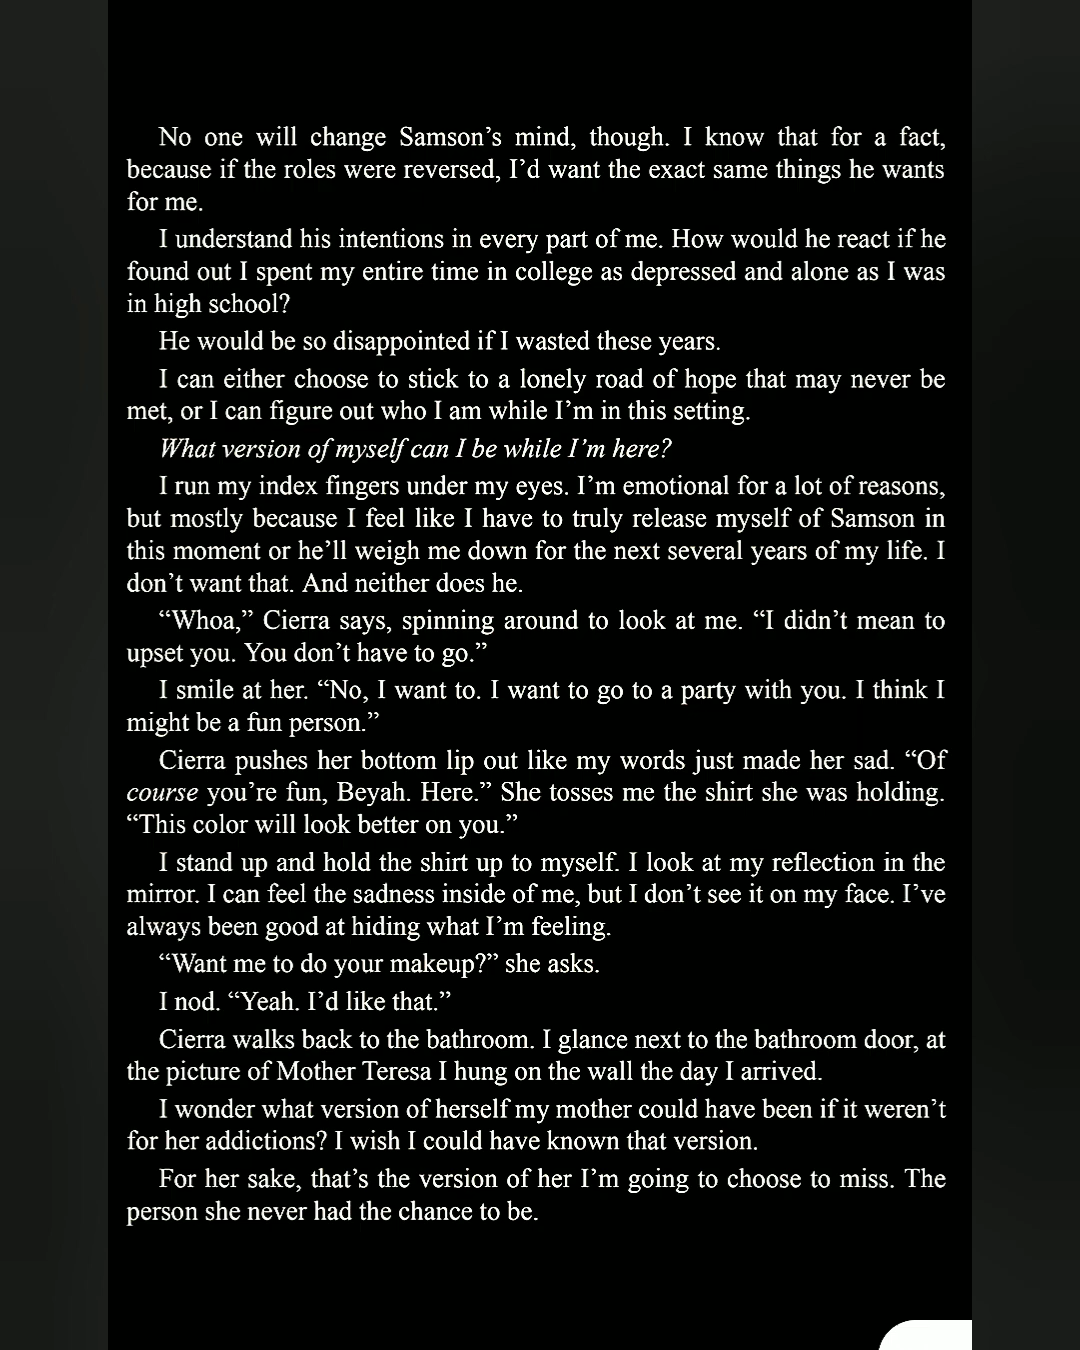 No one will change Samson’s mind, though. I know that for a fact,
because if the roles were reversed, I’d want the exact same things he wants
for me.
I understand his intentions in every part of me. How would he react if he
found out I spent my entire time in college as depressed and alone as I was
in high school?
He would be so disappointed if I wasted these years.
I can either choose to stick to a lonely road of hope that may never be
met, or I can figure out who I am while I’m in this setting.
What version of myself can I be while I’m here?
I run my index fingers under my eyes. I’m emotional for a lot of reasons,
but mostly because I feel like I have to truly release myself of Samson in
this moment or he’ll weigh me down for the next several years of my life. I
don’t want that. And neither does he.
“Whoa,” Cierra says, spinning around to look at me. “I didn’t mean to
upset you. You don’t have to go.”
I smile at her. “No, I want to. I want to go to a party with you. I think I
might be a fun person.”
Cierra pushes her bottom lip out like my words just made her sad. “Of
course you’re fun, Beyah. Here.” She tosses me the shirt she was holding.
“This color will look better on you.”
I stand up and hold the shirt up to myself. I look at my reflection in the
mirror. I can feel the sadness inside of me, but I don’t see it on my face. I’ve
always been good at hiding what I’m feeling.
“Want me to do your makeup?” she asks.
I nod. “Yeah. I’d like that.”
Cierra walks back to the bathroom. I glance next to the bathroom door, at
the picture of Mother Teresa I hung on the wall the day I arrived.
I wonder what version of herself my mother could have been if it weren’t
for her addictions? I wish I could have known that version.
For her sake, that’s the version of her I’m going to choose to miss. The
person she never had the chance to be.